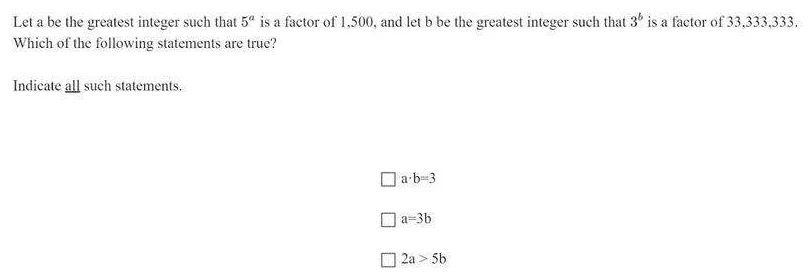 Let a be the greatest integer such that 5ᵃ is a factor of 1,500, and let b be the greatest integer such that 3ᵇ is a factor of 33,333,333.
Which of the following statements are true?
Indicate all such statements.
a·b=3
a=3b
2a > 5b